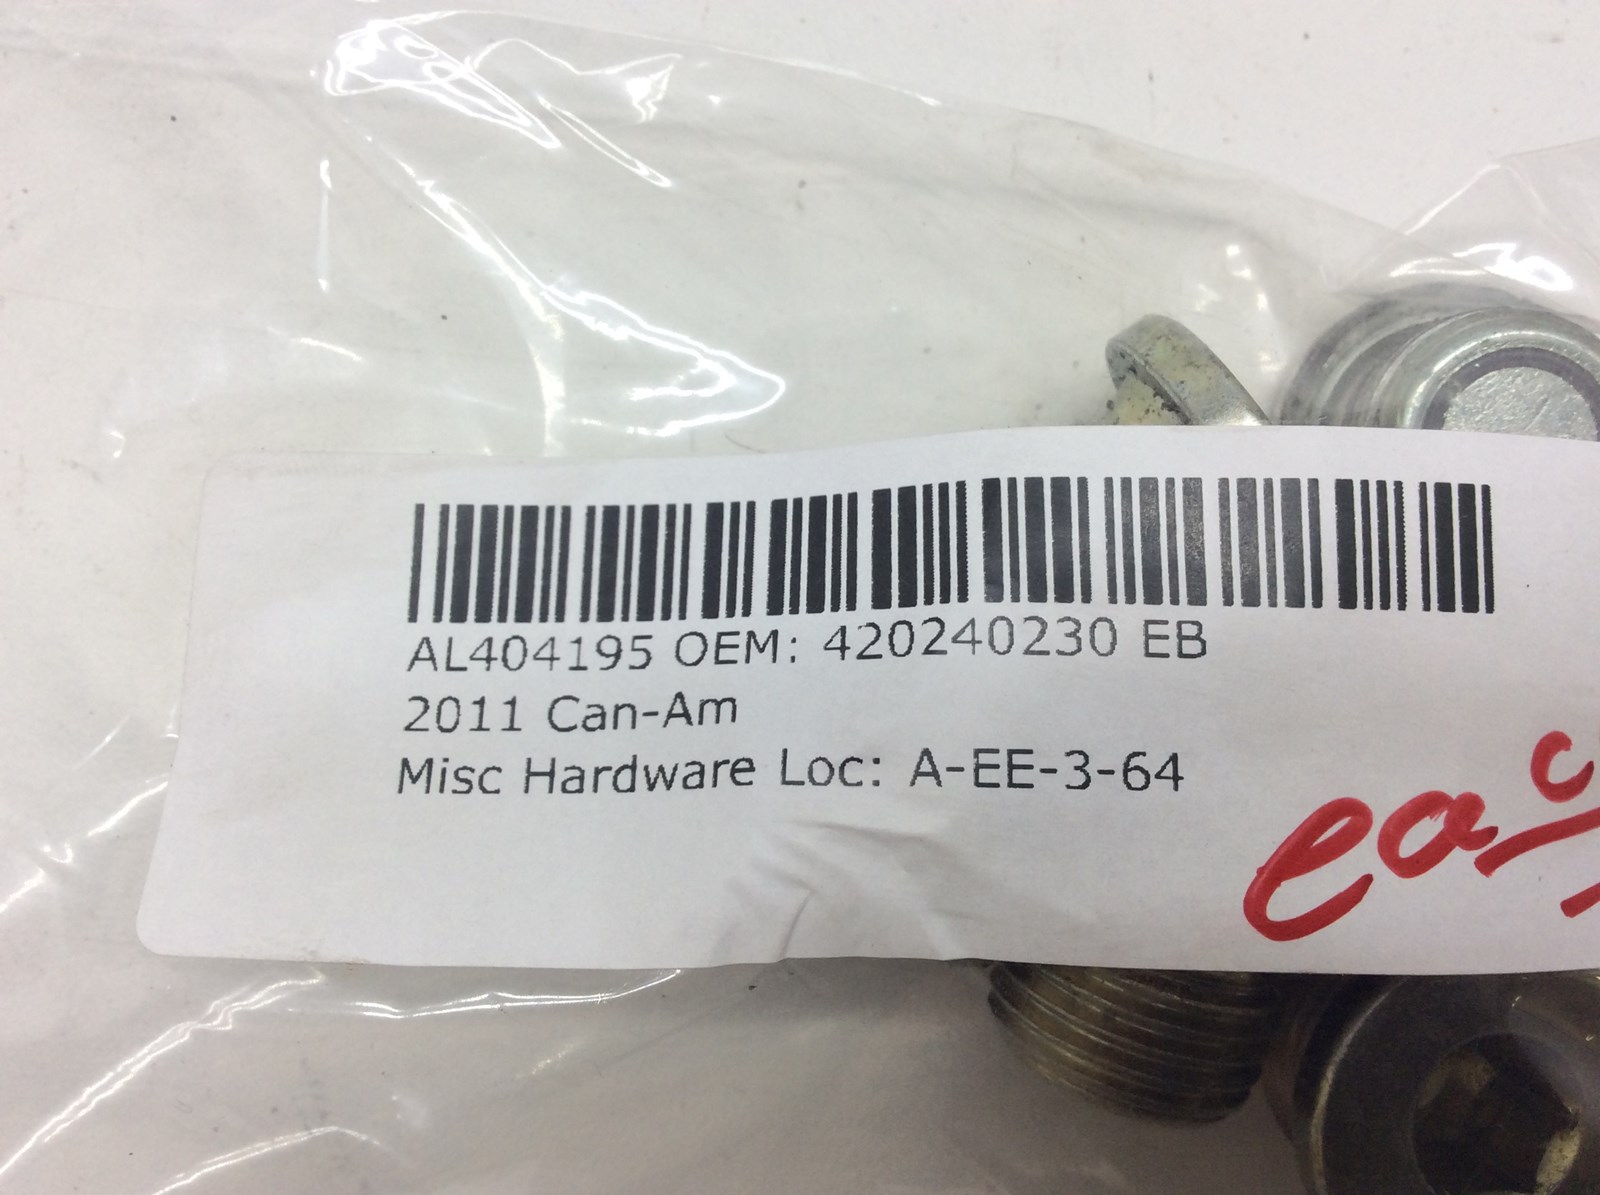 AL404195 OEM: 420240230 EB
2011 Can-Am
Misc Hardware Loc: A-EE-3-64